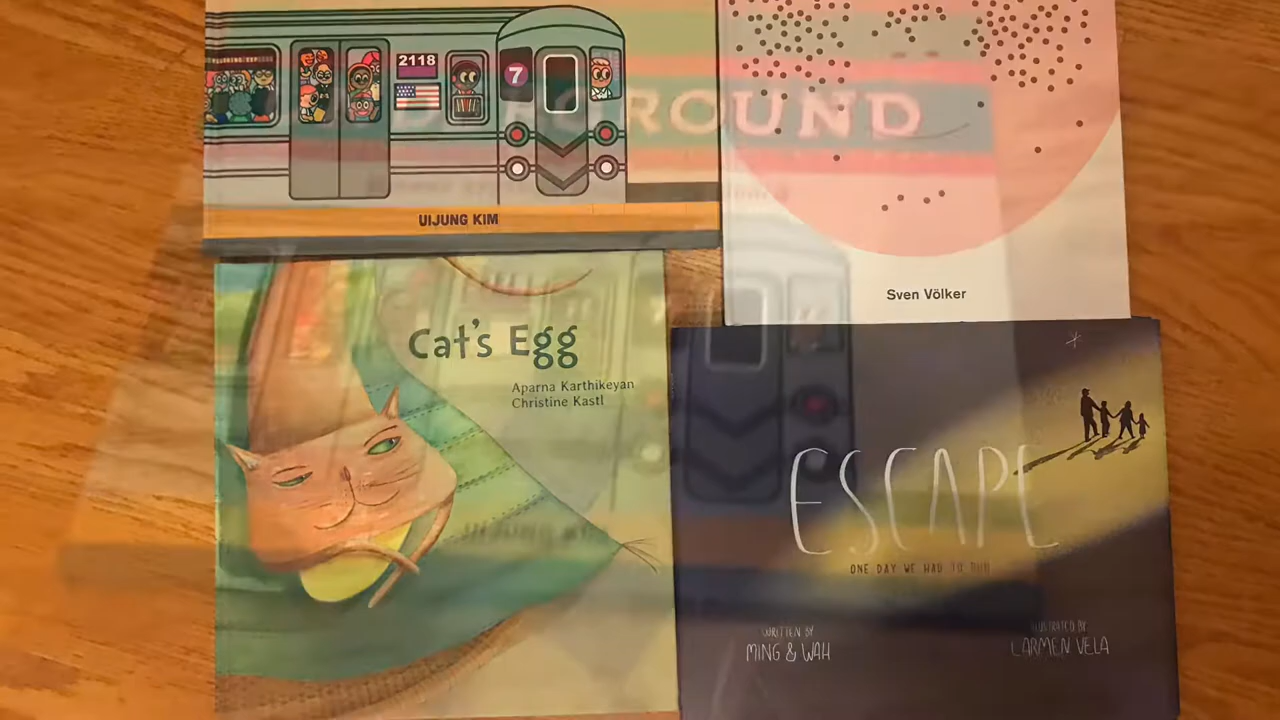 2118
7
ROUND
UIJUNG KIM
Sven Völker
Cat's Egg
Aparna Karthikeyan
Christine Kastl
ESCAPE
ONE DAY WE HAD TO RUN
WRITTEN BY
MING & WAH
ILLUSTRATED BY
CARMEN VELA